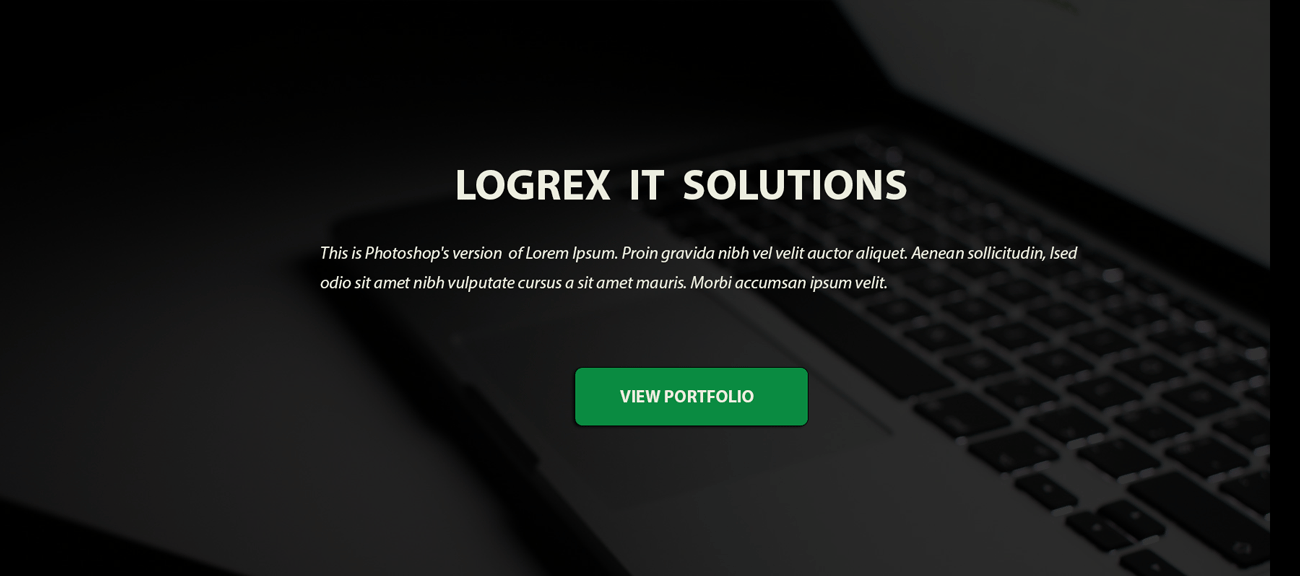 LOGREX IT SOLUTIONS
This is Photoshop's version of Lorem Ipsum. Proin gravida nibh vel velit auctor aliquet. Aenean sollicitudin, lsed
odio sit amet nibh vulputate cursus a sit amet mauris. Morbi accumsan ipsum velit.
VIEW PORTFOLIO